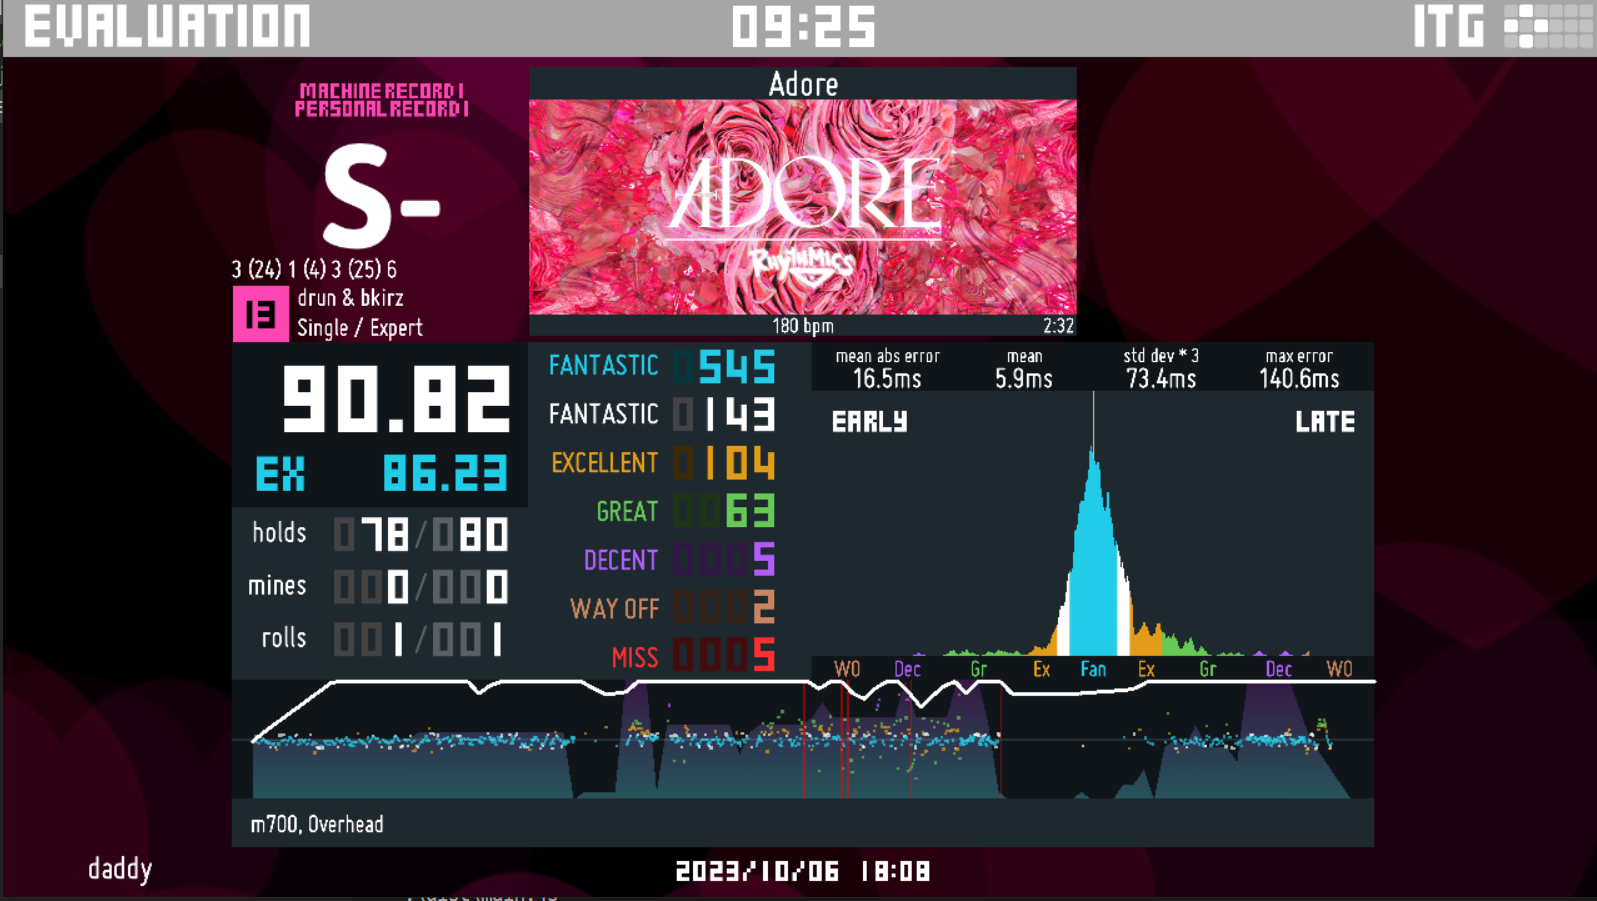 EVALUATION
09:25
ITG
MACHINE RECORD 1
PERSONAL RECORD 1
S-
3 (24) 1 (4) 3 (25) 6
13
drun & bkirz
Single / Expert
Adore
ADORE
RHYTHMICS
180 bpm
2:32
90.82
EX 86.23
holds 078/080
mines 000/000
rolls 001/001
FANTASTIC 0545
FANTASTIC 0143
EXCELLENT 0104
GREAT 0063
DECENT 0005
WAY OFF 0002
MISS 0005
mean abs error mean std dev * 3 max error
16.5ms 5.9ms 73.4ms 140.6ms
EARLY LATE
WO Dec Gr Ex Fan Ex Gr Dec WO
m700, Overhead
daddy
2023/10/06 18:08